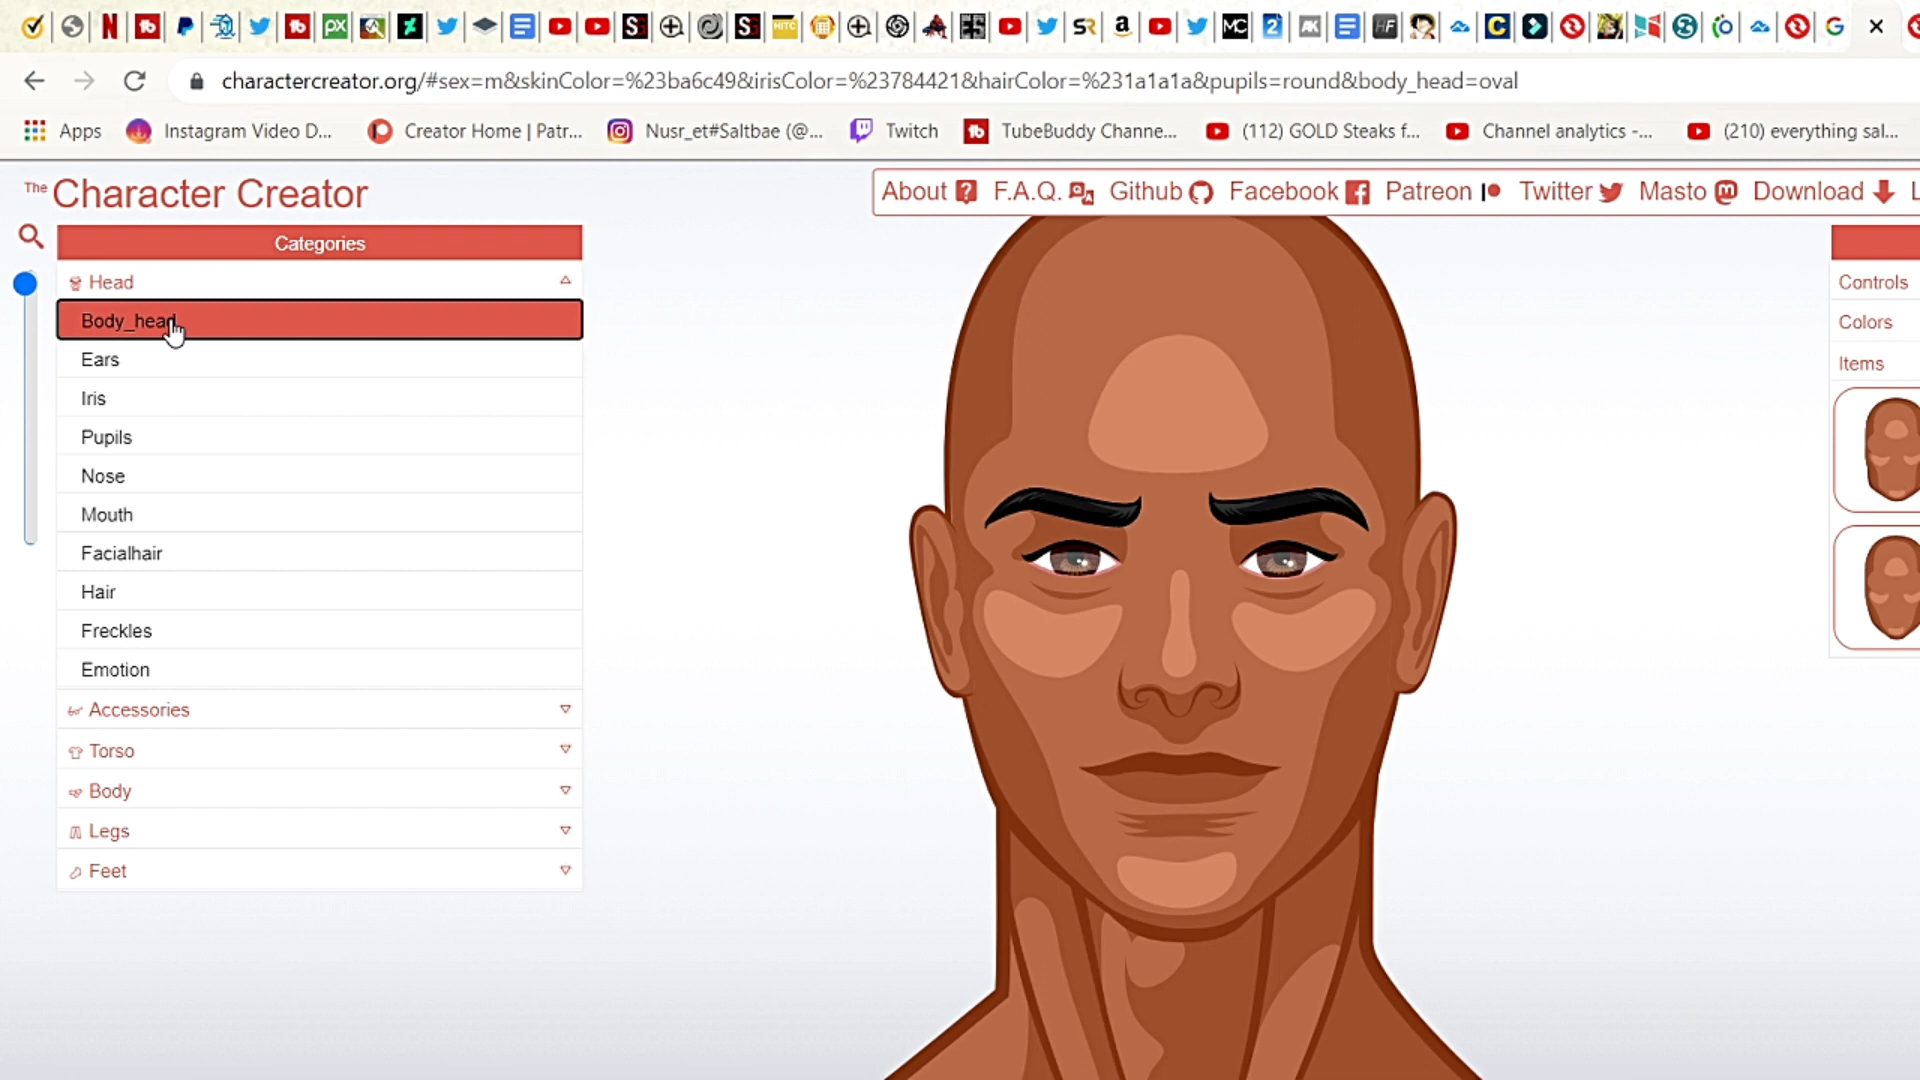 charactercreator.org/#sex=m&skinColor=%23ba6c49&irisColor=%23784421&hairColor=%231a1a1a&pupils=round&body_head=oval
Apps Instagram Video D... Creator Home | Patr... Nusr_et#Saltbae (@... Twitch TubeBuddy Channe... (112) GOLD Steaks f... Channel analytics -... (210) everything sal...
The Character Creator
About F.A.Q. Github Facebook Patreon Twitter Masto Download L
Categories
Head
Body_head
Ears
Iris
Pupils
Nose
Mouth
Facialhair
Hair
Freckles
Emotion
Accessories
Torso
Body
Legs
Feet
Controls
Colors
Items